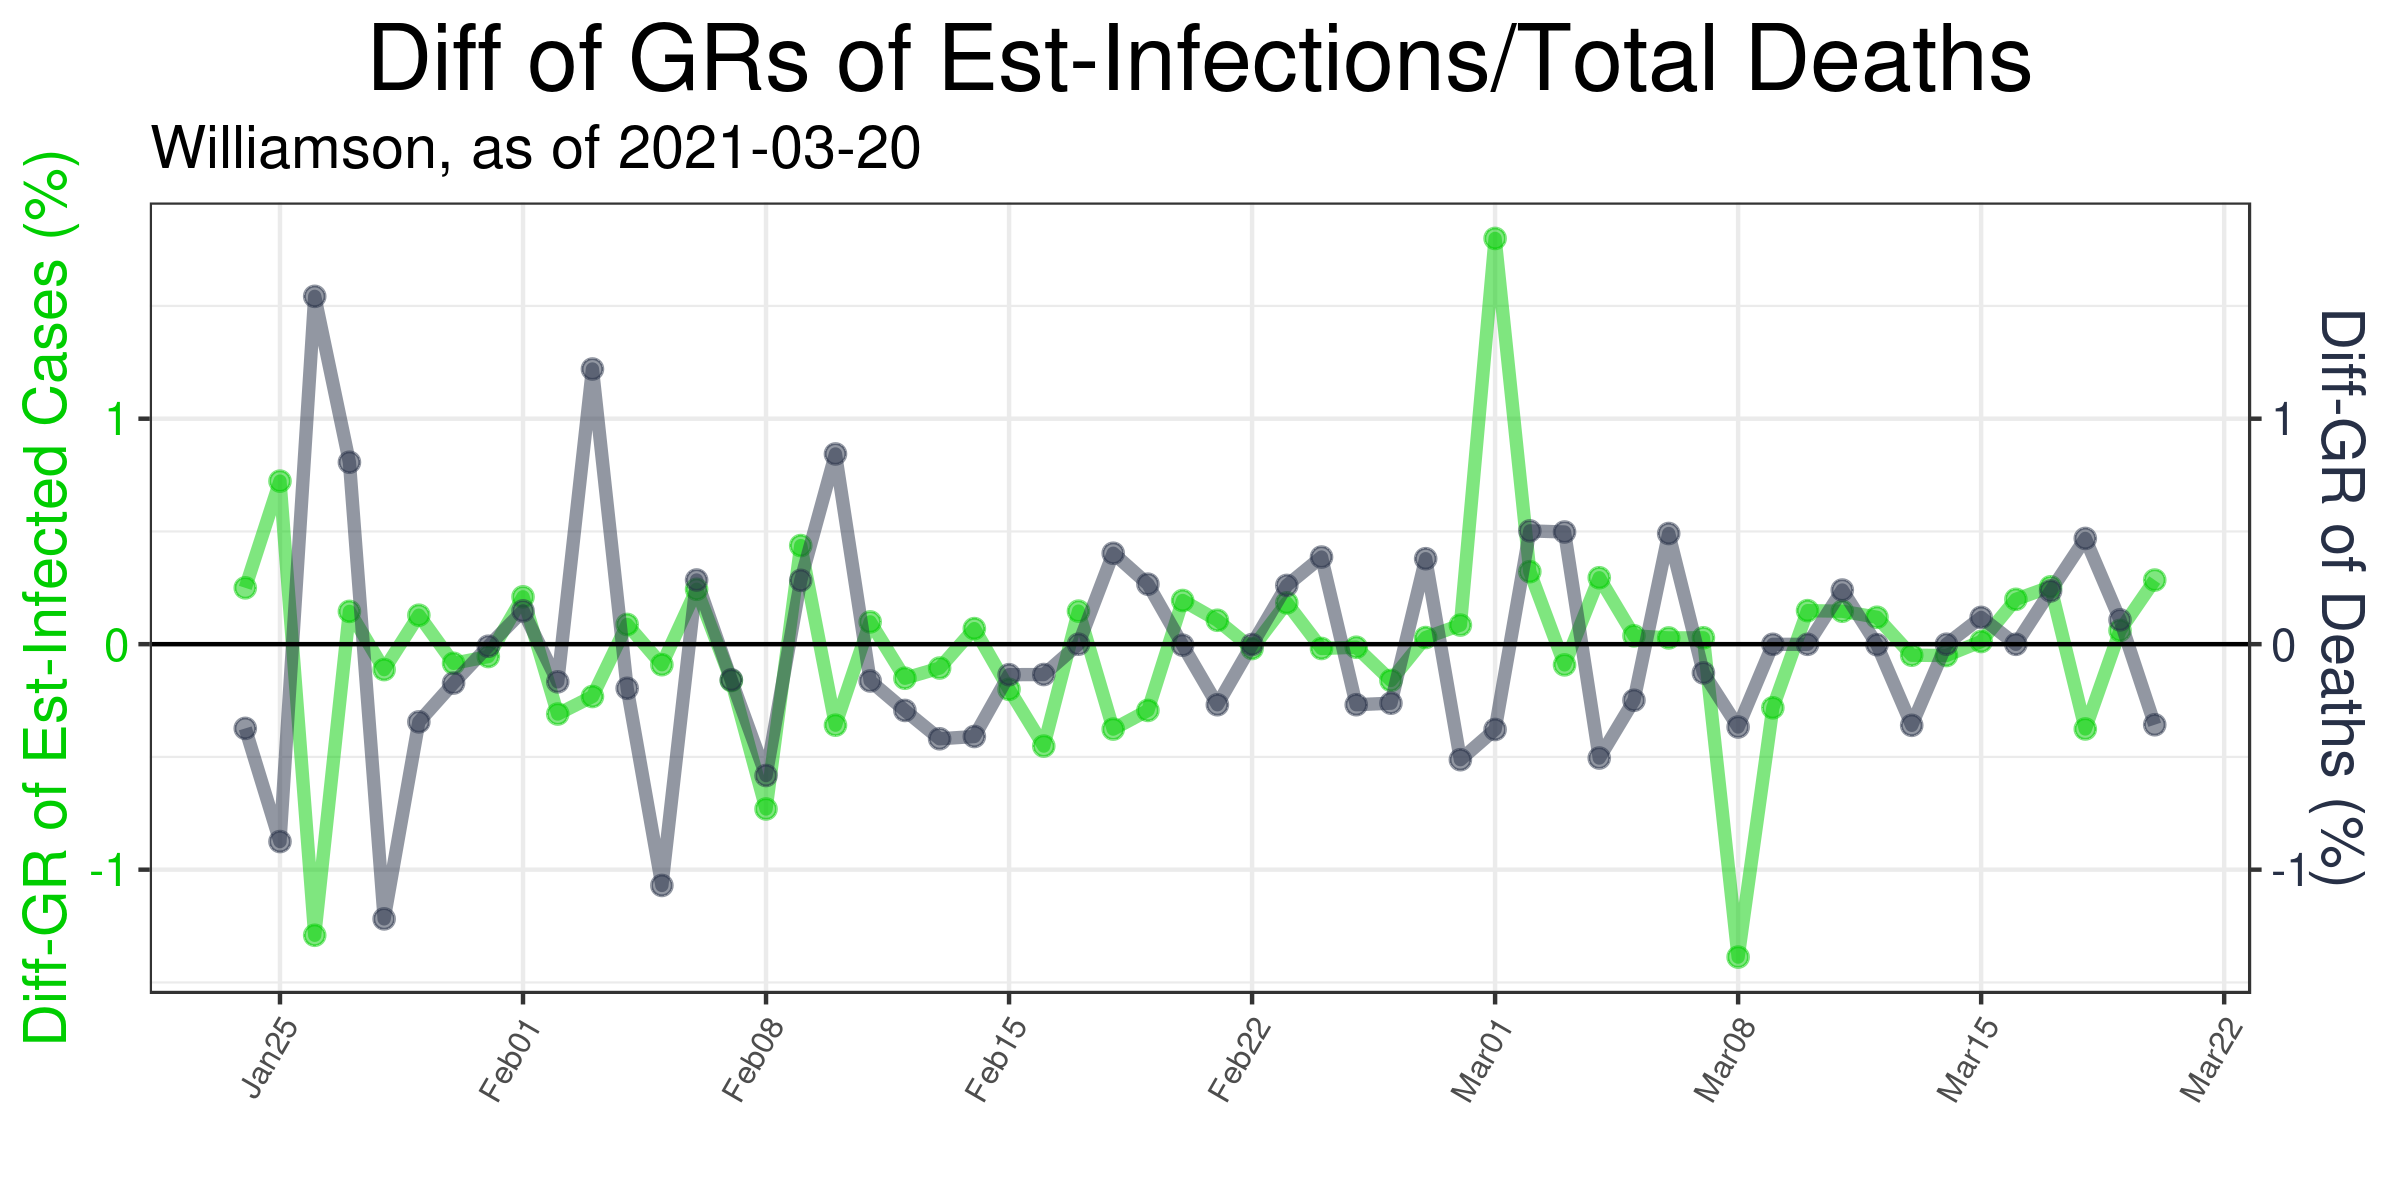 Diff of GRs of Est-Infections/Total Deaths
Williamson, as of 2021-03-20
Diff-GR of Est-Infected Cases (%)
1
0
-1
1
0
-1
Diff-GR of Deaths (%)
Jan25
Feb01
Feb08
Feb15
Feb22
Mar01
Mar08
Mar15
Mar22